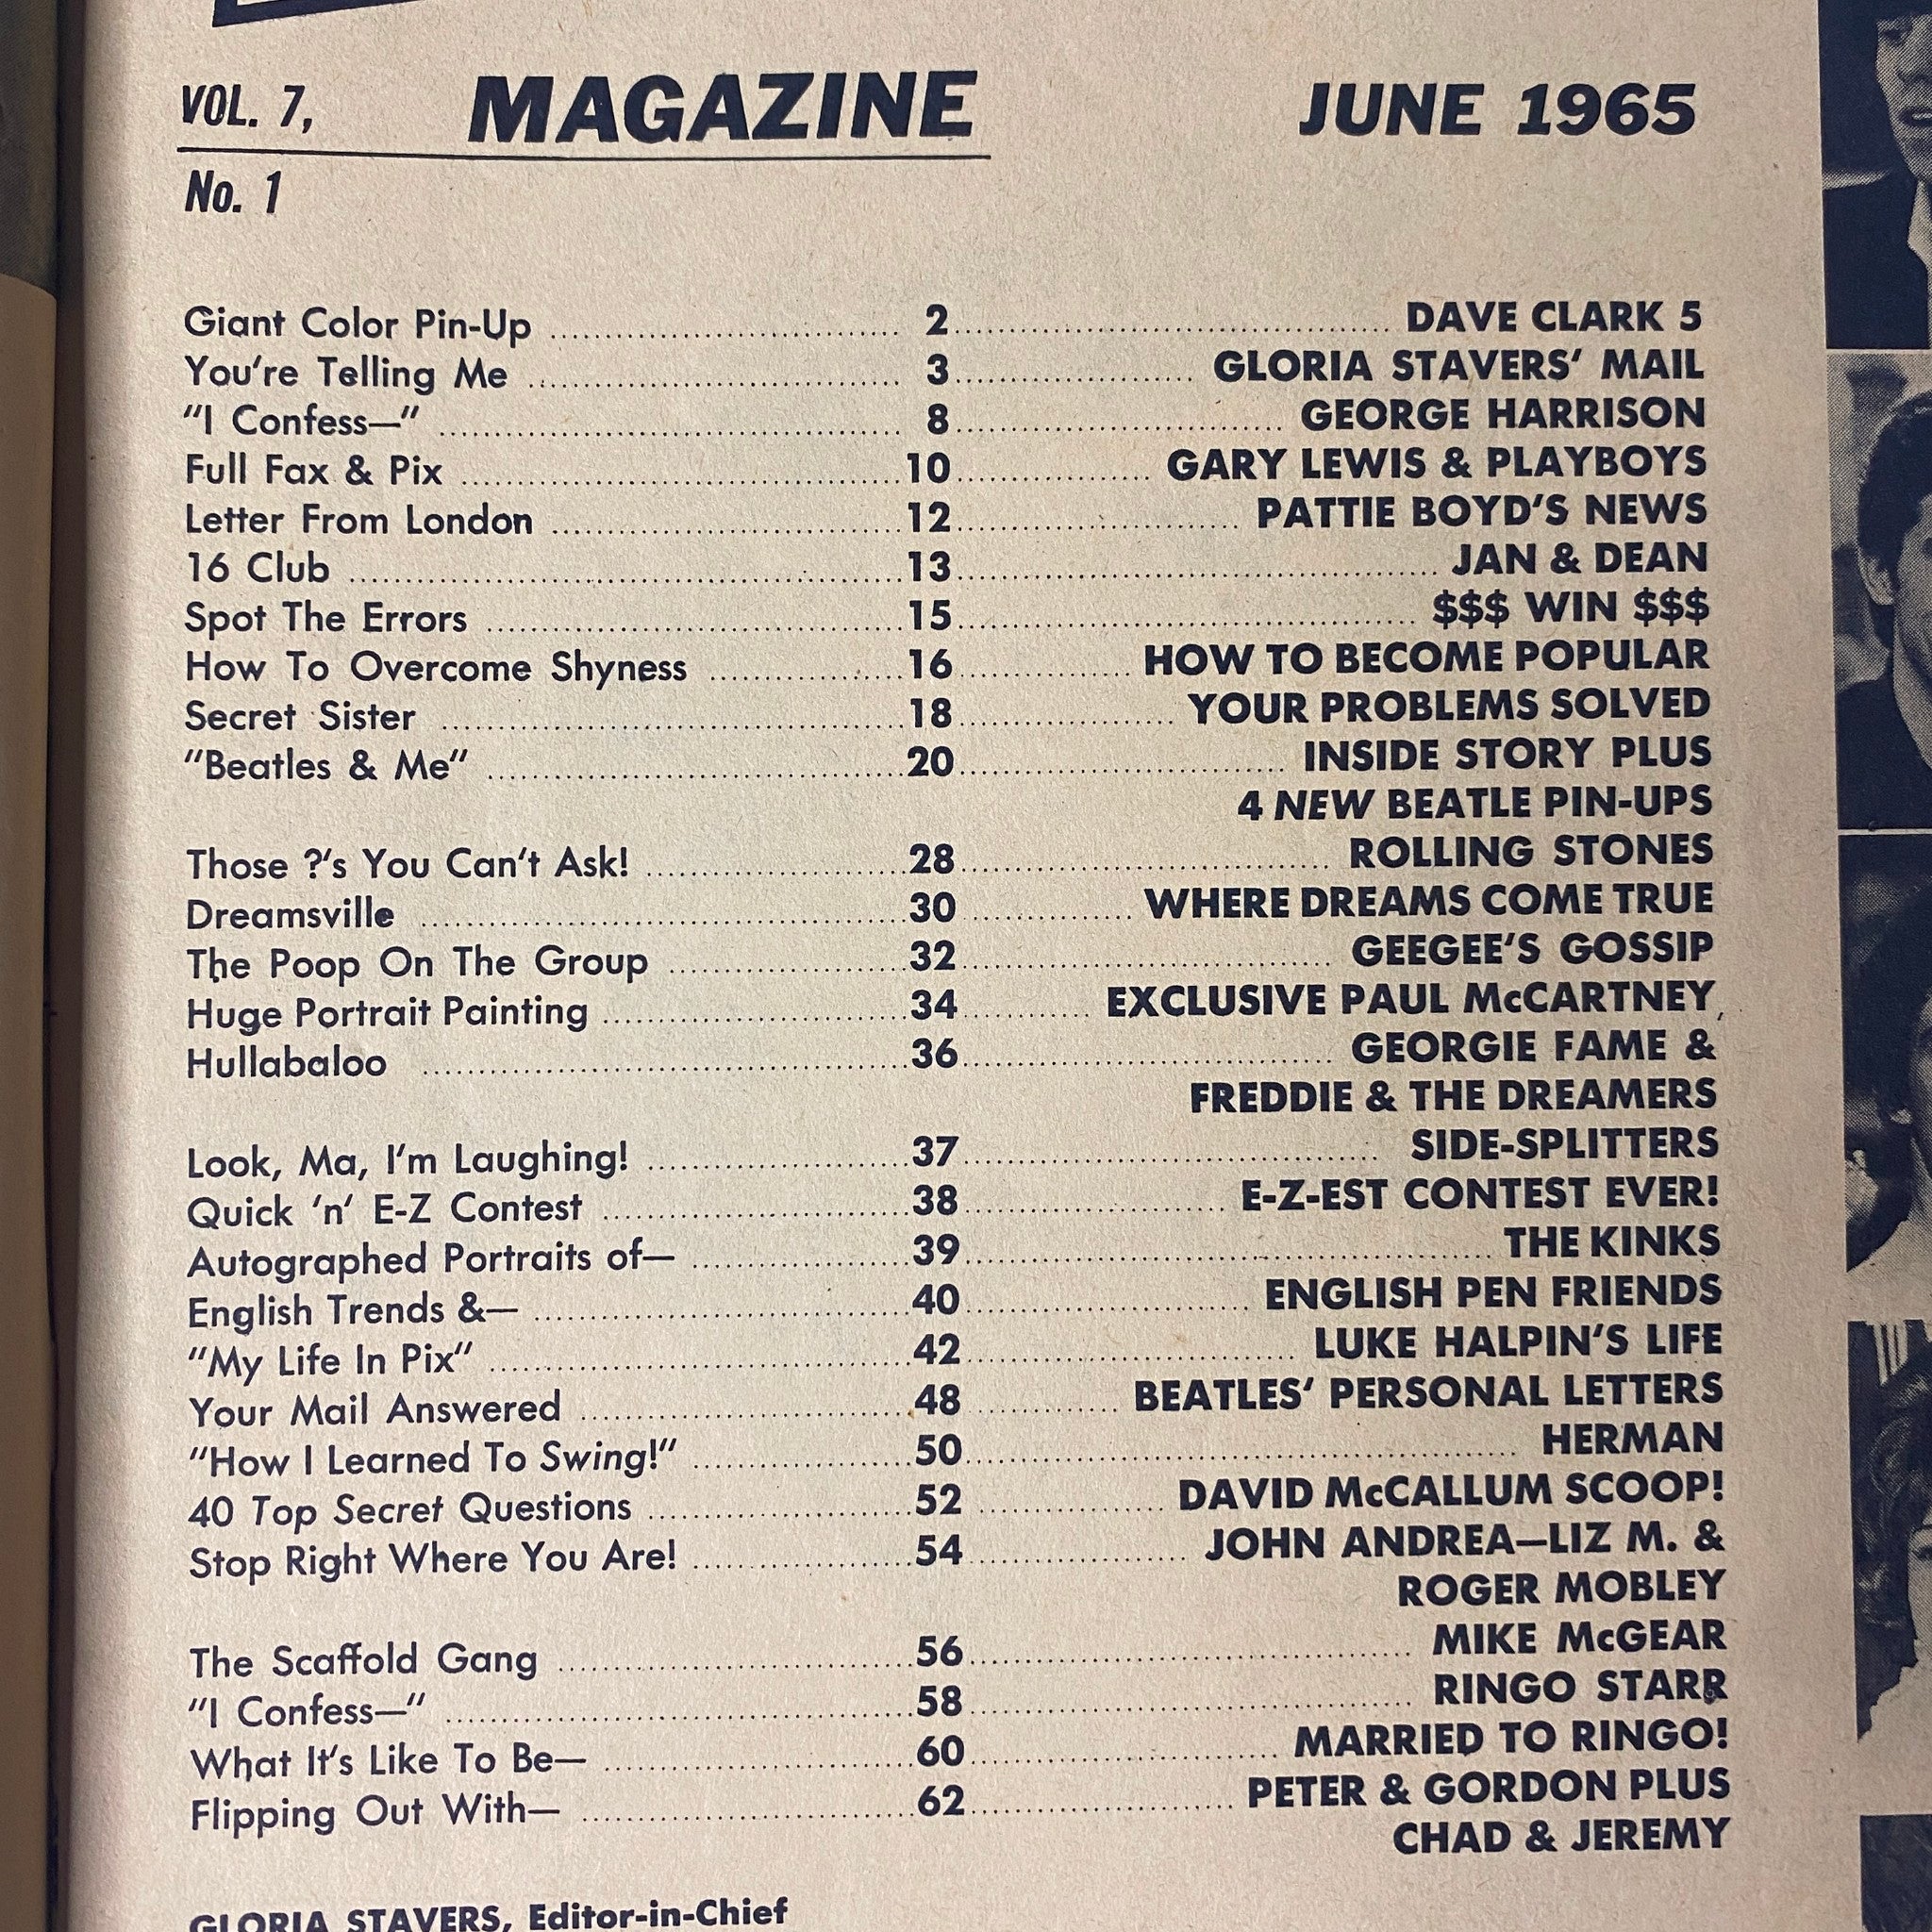 VOL. 7, MAGAZINE JUNE 1965
No. 1
Giant Color Pin-Up 2 DAVE CLARK 5
You're Telling Me 3 GLORIA STAVERS' MAIL
"I Confess—" 8 GEORGE HARRISON
Full Fax & Pix 10 GARY LEWIS & PLAYBOYS
Letter From London 12 PATTIE BOYD'S NEWS
16 Club 13 JAN & DEAN
Spot The Errors 15 $$$ WIN $$$
How To Overcome Shyness 16 HOW TO BECOME POPULAR
Secret Sister 18 YOUR PROBLEMS SOLVED
"Beatles & Me" 20 INSIDE STORY PLUS
4 NEW BEATLE PIN-UPS
Those ?'s You Can't Ask! 28 ROLLING STONES
Dreamsville 30 WHERE DREAMS COME TRUE
The Poop On The Group 32 GEEGEE'S GOSSIP
Huge Portrait Painting 34 EXCLUSIVE PAUL McCARTNEY
Hullabaloo 36 GEORGIE FAME &
FREDDIE & THE DREAMERS
Look, Ma, I'm Laughing! 37 SIDE-SPLITTERS
Quick 'n' E-Z Contest 38 E-Z-EST CONTEST EVER!
Autographed Portraits of— 39 THE KINKS
English Trends &— 40 ENGLISH PEN FRIENDS
"My Life In Pix" 42 LUKE HALPIN'S LIFE
Your Mail Answered 48 BEATLES' PERSONAL LETTERS
"How I Learned To Swing!" 50 HERMAN
40 Top Secret Questions 52 DAVID McCALLUM SCOOP!
Stop Right Where You Are! 54 JOHN ANDREA—LIZ M. &
ROGER MOBLEY
The Scaffold Gang 56 MIKE McGEAR
"I Confess—" 58 RINGO STARR
What It's Like To Be— 60 MARRIED TO RINGO!
Flipping Out With— 62 PETER & GORDON PLUS
CHAD & JEREMY
GLORIA STAVERS, Editor-in-Chief